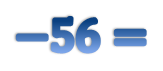 –56 =